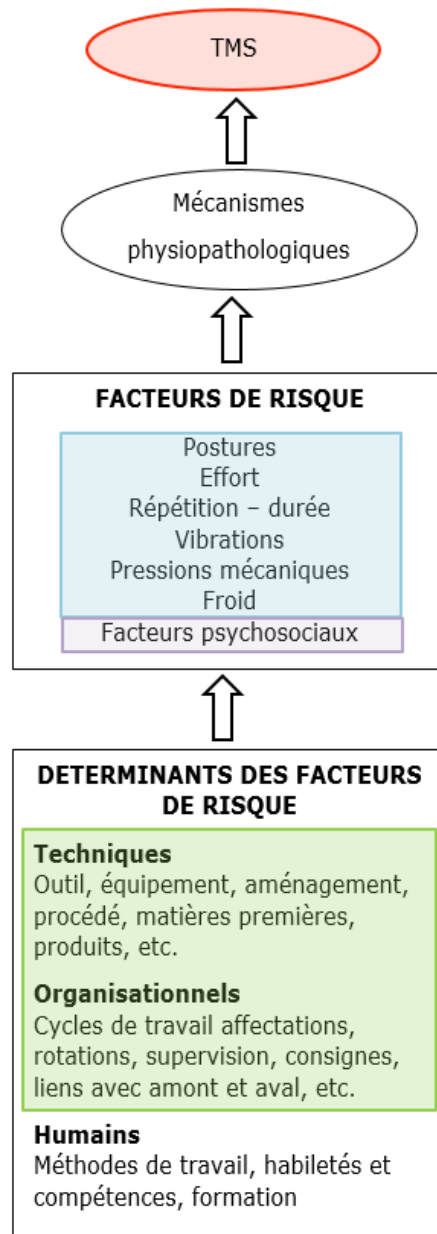 TMS
Mécanismes
physiopathologiques
FACTEURS DE RISQUE
Postures
Effort
Répétition – durée
Vibrations
Pressions mécaniques
Froid
Facteurs psychosociaux
DETERMINANTS DES FACTEURS
DE RISQUE
Techniques
Outil, équipement, aménagement,
procédé, matières premières,
produits, etc.
Organisationnels
Cycles de travail affectations,
rotations, supervision, consignes,
liens avec amont et aval, etc.
Humains
Méthodes de travail, habiletés et
compétences, formation